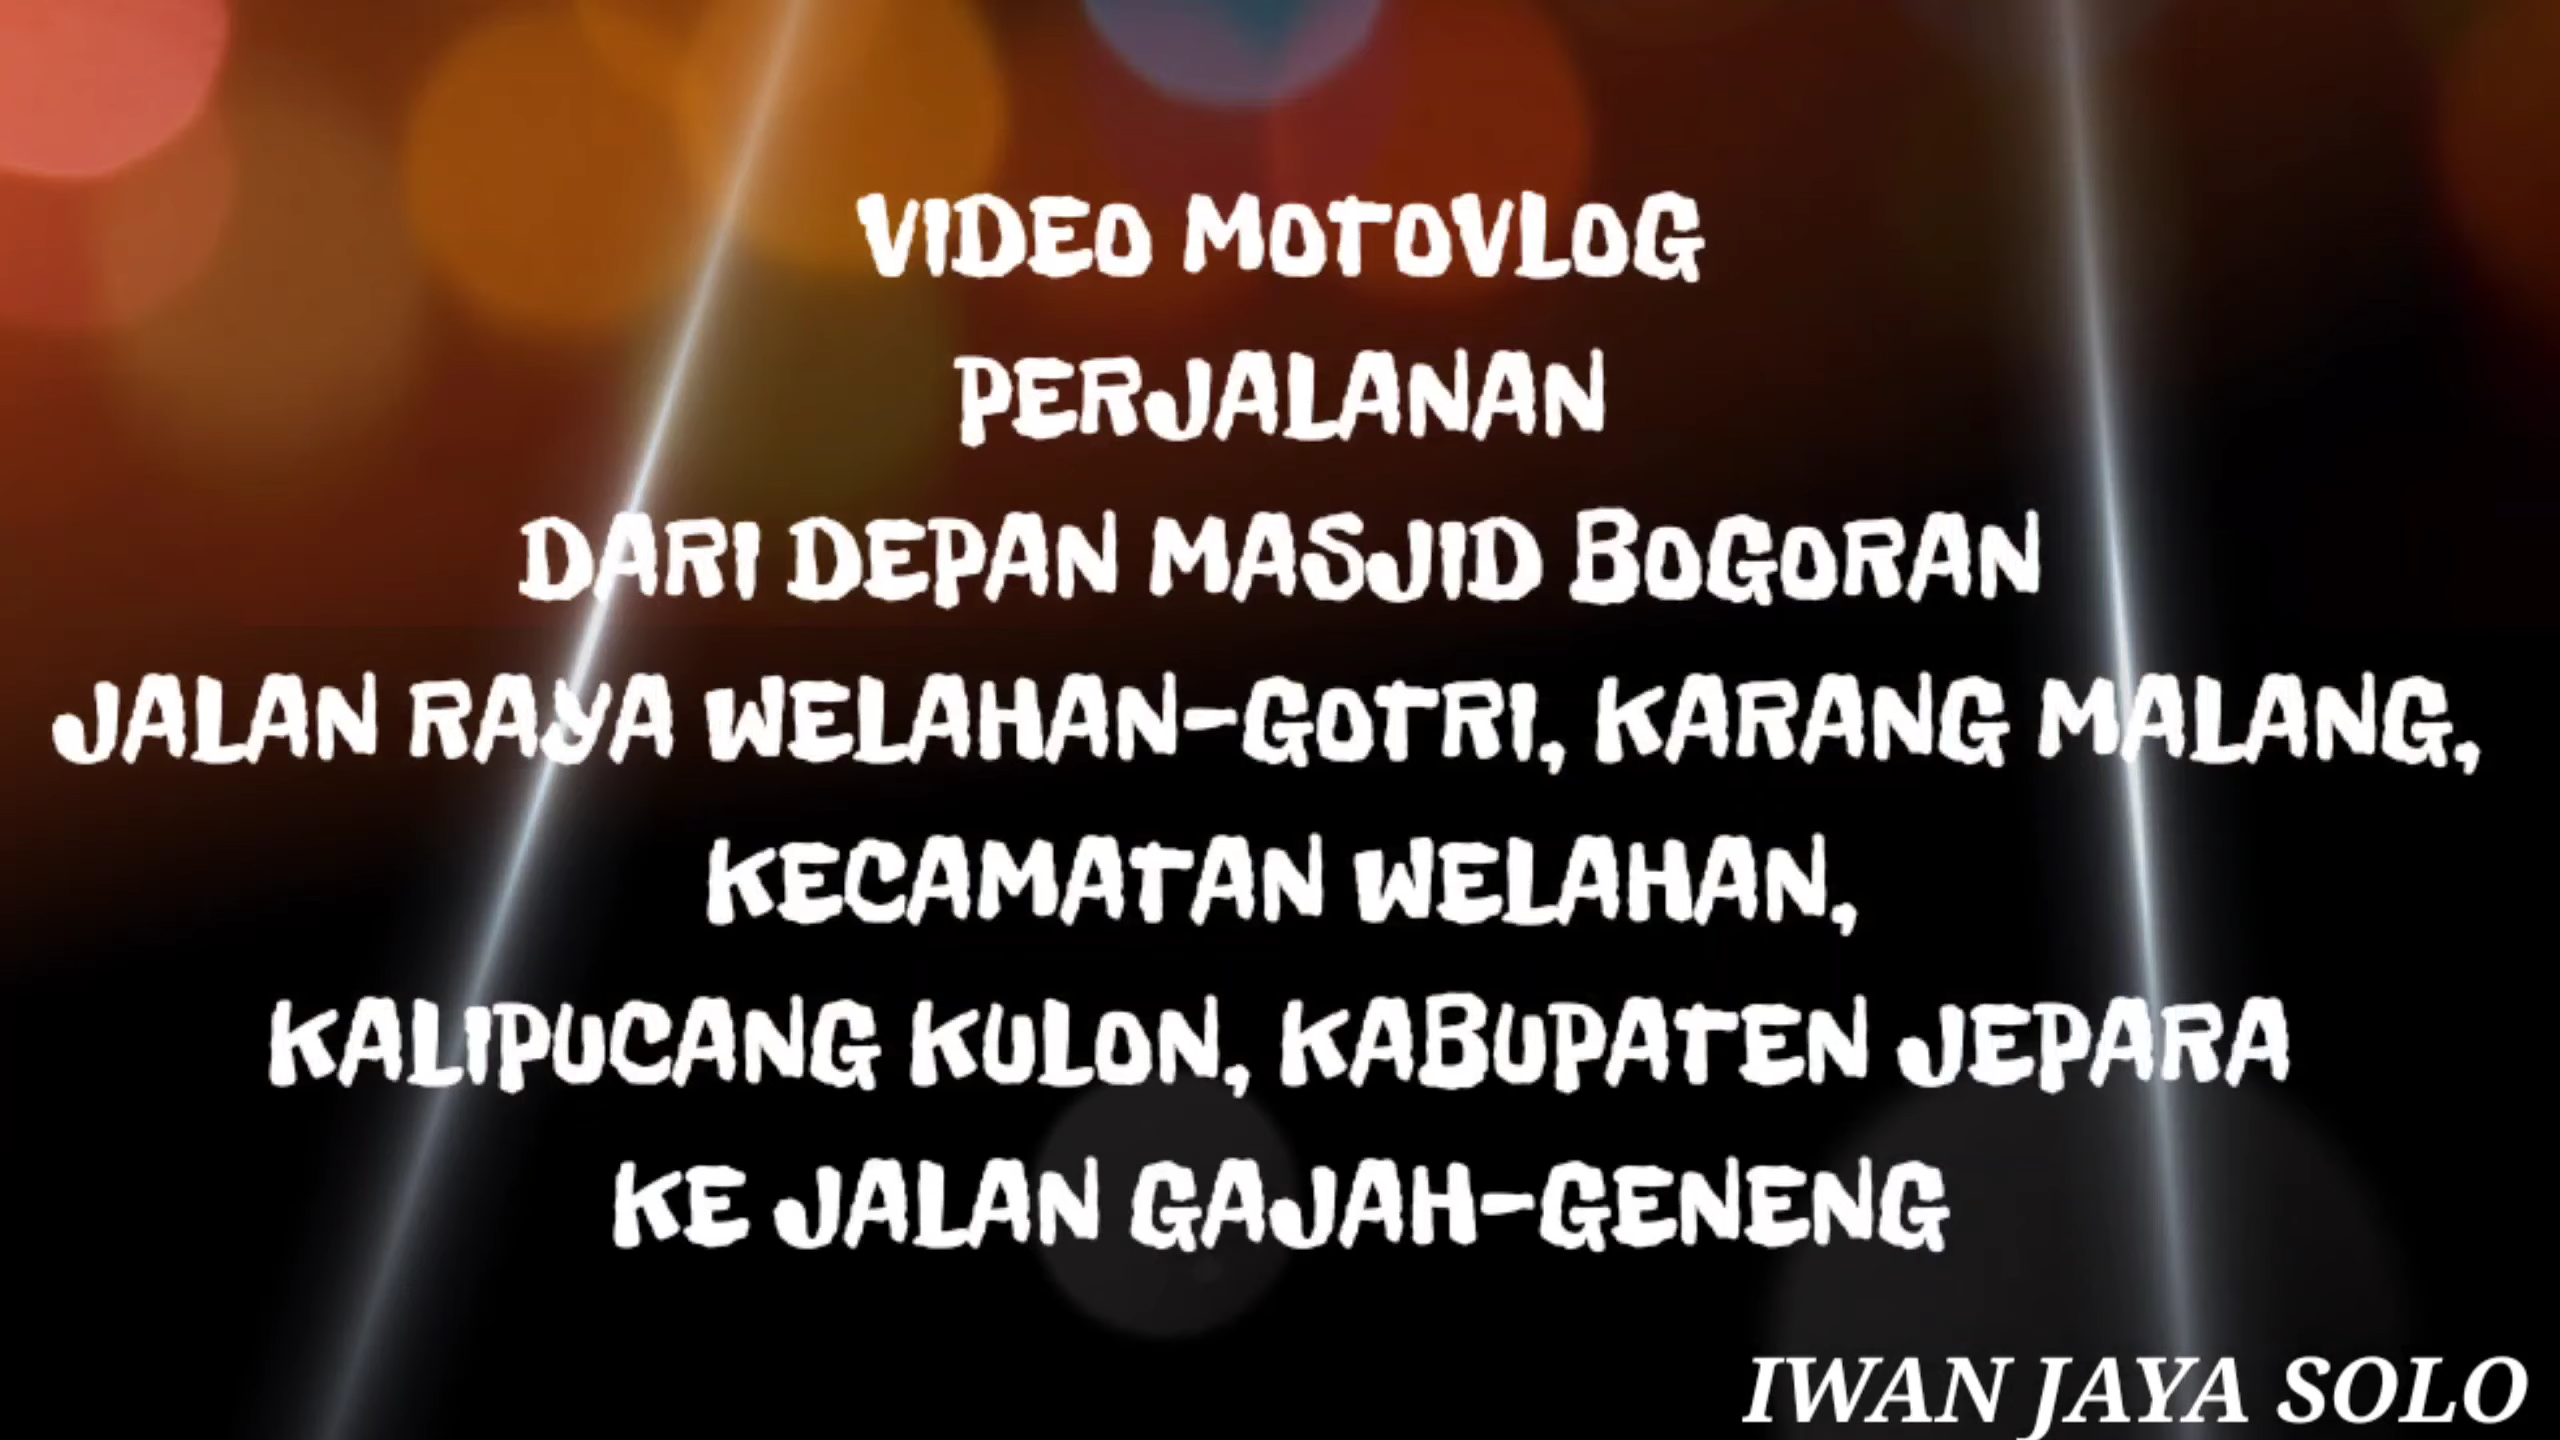 VIDEO MOTOVLOG
PERJALANAN
DARI DEPAN MASJID BOGORAN
JALAN RAYA WELAHAN-GOTRI, KARANG MALANG,
KECAMATAN WELAHAN,
KALIPUCANG KULON, KABUPATEN JEPARA
KE JALAN GAJAH-GENENG
IWAN JAYA SOLO